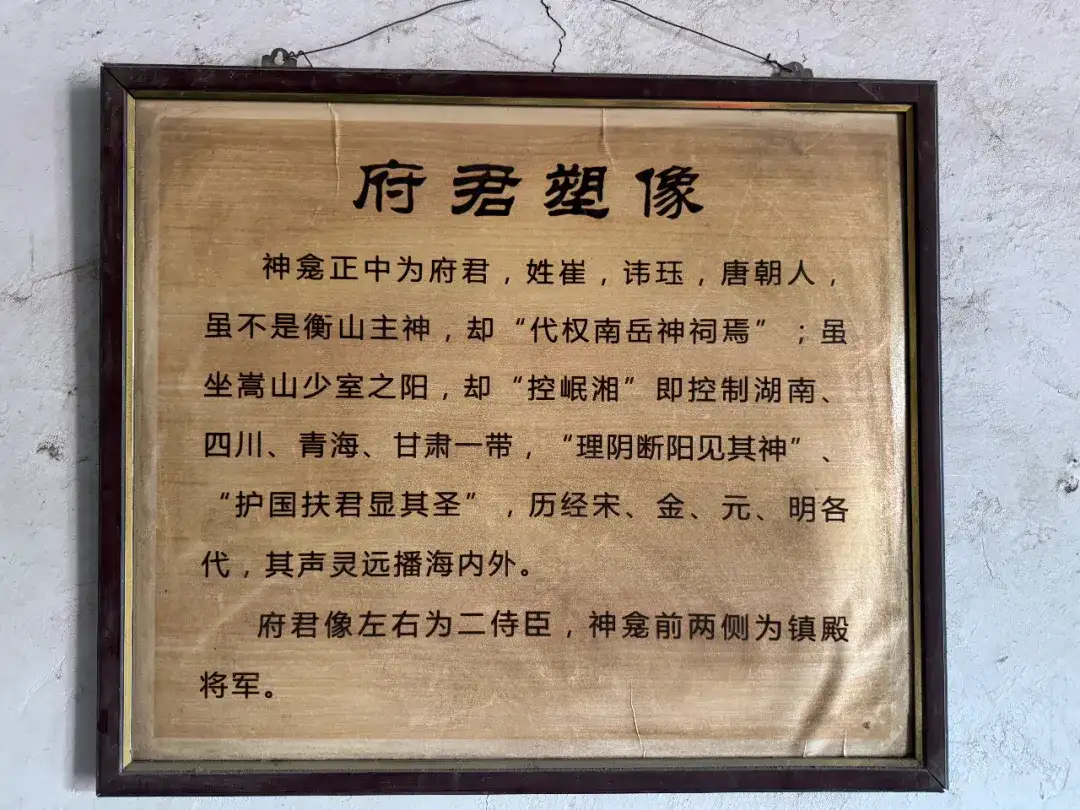 府君塑像
神龛正中为府君，姓崔，讳珏，唐朝人，
虽不是衡山主神，却“代权南岳神祠焉”；虽
坐嵩山少室之阳，却“控岷湘”即控制湖南、
四川、青海、甘肃一带，“理阴断阳见其神”、
“护国扶君显其圣”，历经宋、金、元、明各
代，其声灵远播海内外。
府君像左右为二侍臣，神龛前两侧为镇殿
将军。